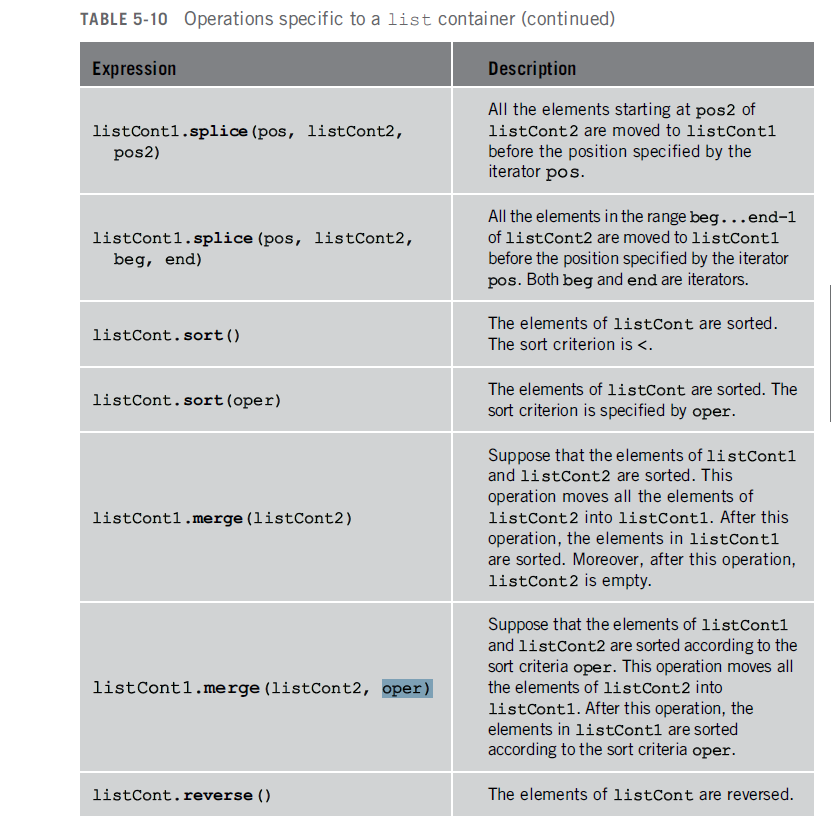 TABLE 5-10 Operations specific to a list container (continued)
Expression
Description
listCont1.splice(pos, listCont2,
pos2)
All the elements starting at pos2 of
listCont2 are moved to listCont1
before the position specified by the
iterator pos.
listCont1.splice(pos, listCont2,
beg, end)
All the elements in the range beg...end-1
of listCont2 are moved to listCont1
before the position specified by the iterator
pos. Both beg and end are iterators.
listCont.sort()
The elements of listCont are sorted.
The sort criterion is <.
listCont.sort(oper)
The elements of listCont are sorted. The
sort criterion is specified by oper.
listCont1.merge(listCont2)
Suppose that the elements of listCont1
and listCont2 are sorted. This
operation moves all the elements of
listCont2 into listCont1. After this
operation, the elements in listCont1
are sorted. Moreover, after this operation,
listCont2 is empty.
listCont1.merge(listCont2, oper)
Suppose that the elements of listCont1
and listCont2 are sorted according to the
sort criteria oper. This operation moves all
the elements of listCont2 into
listCont1. After this operation, the
elements in listCont1 are sorted
according to the sort criteria oper.
listCont.reverse()
The elements of listCont are reversed.